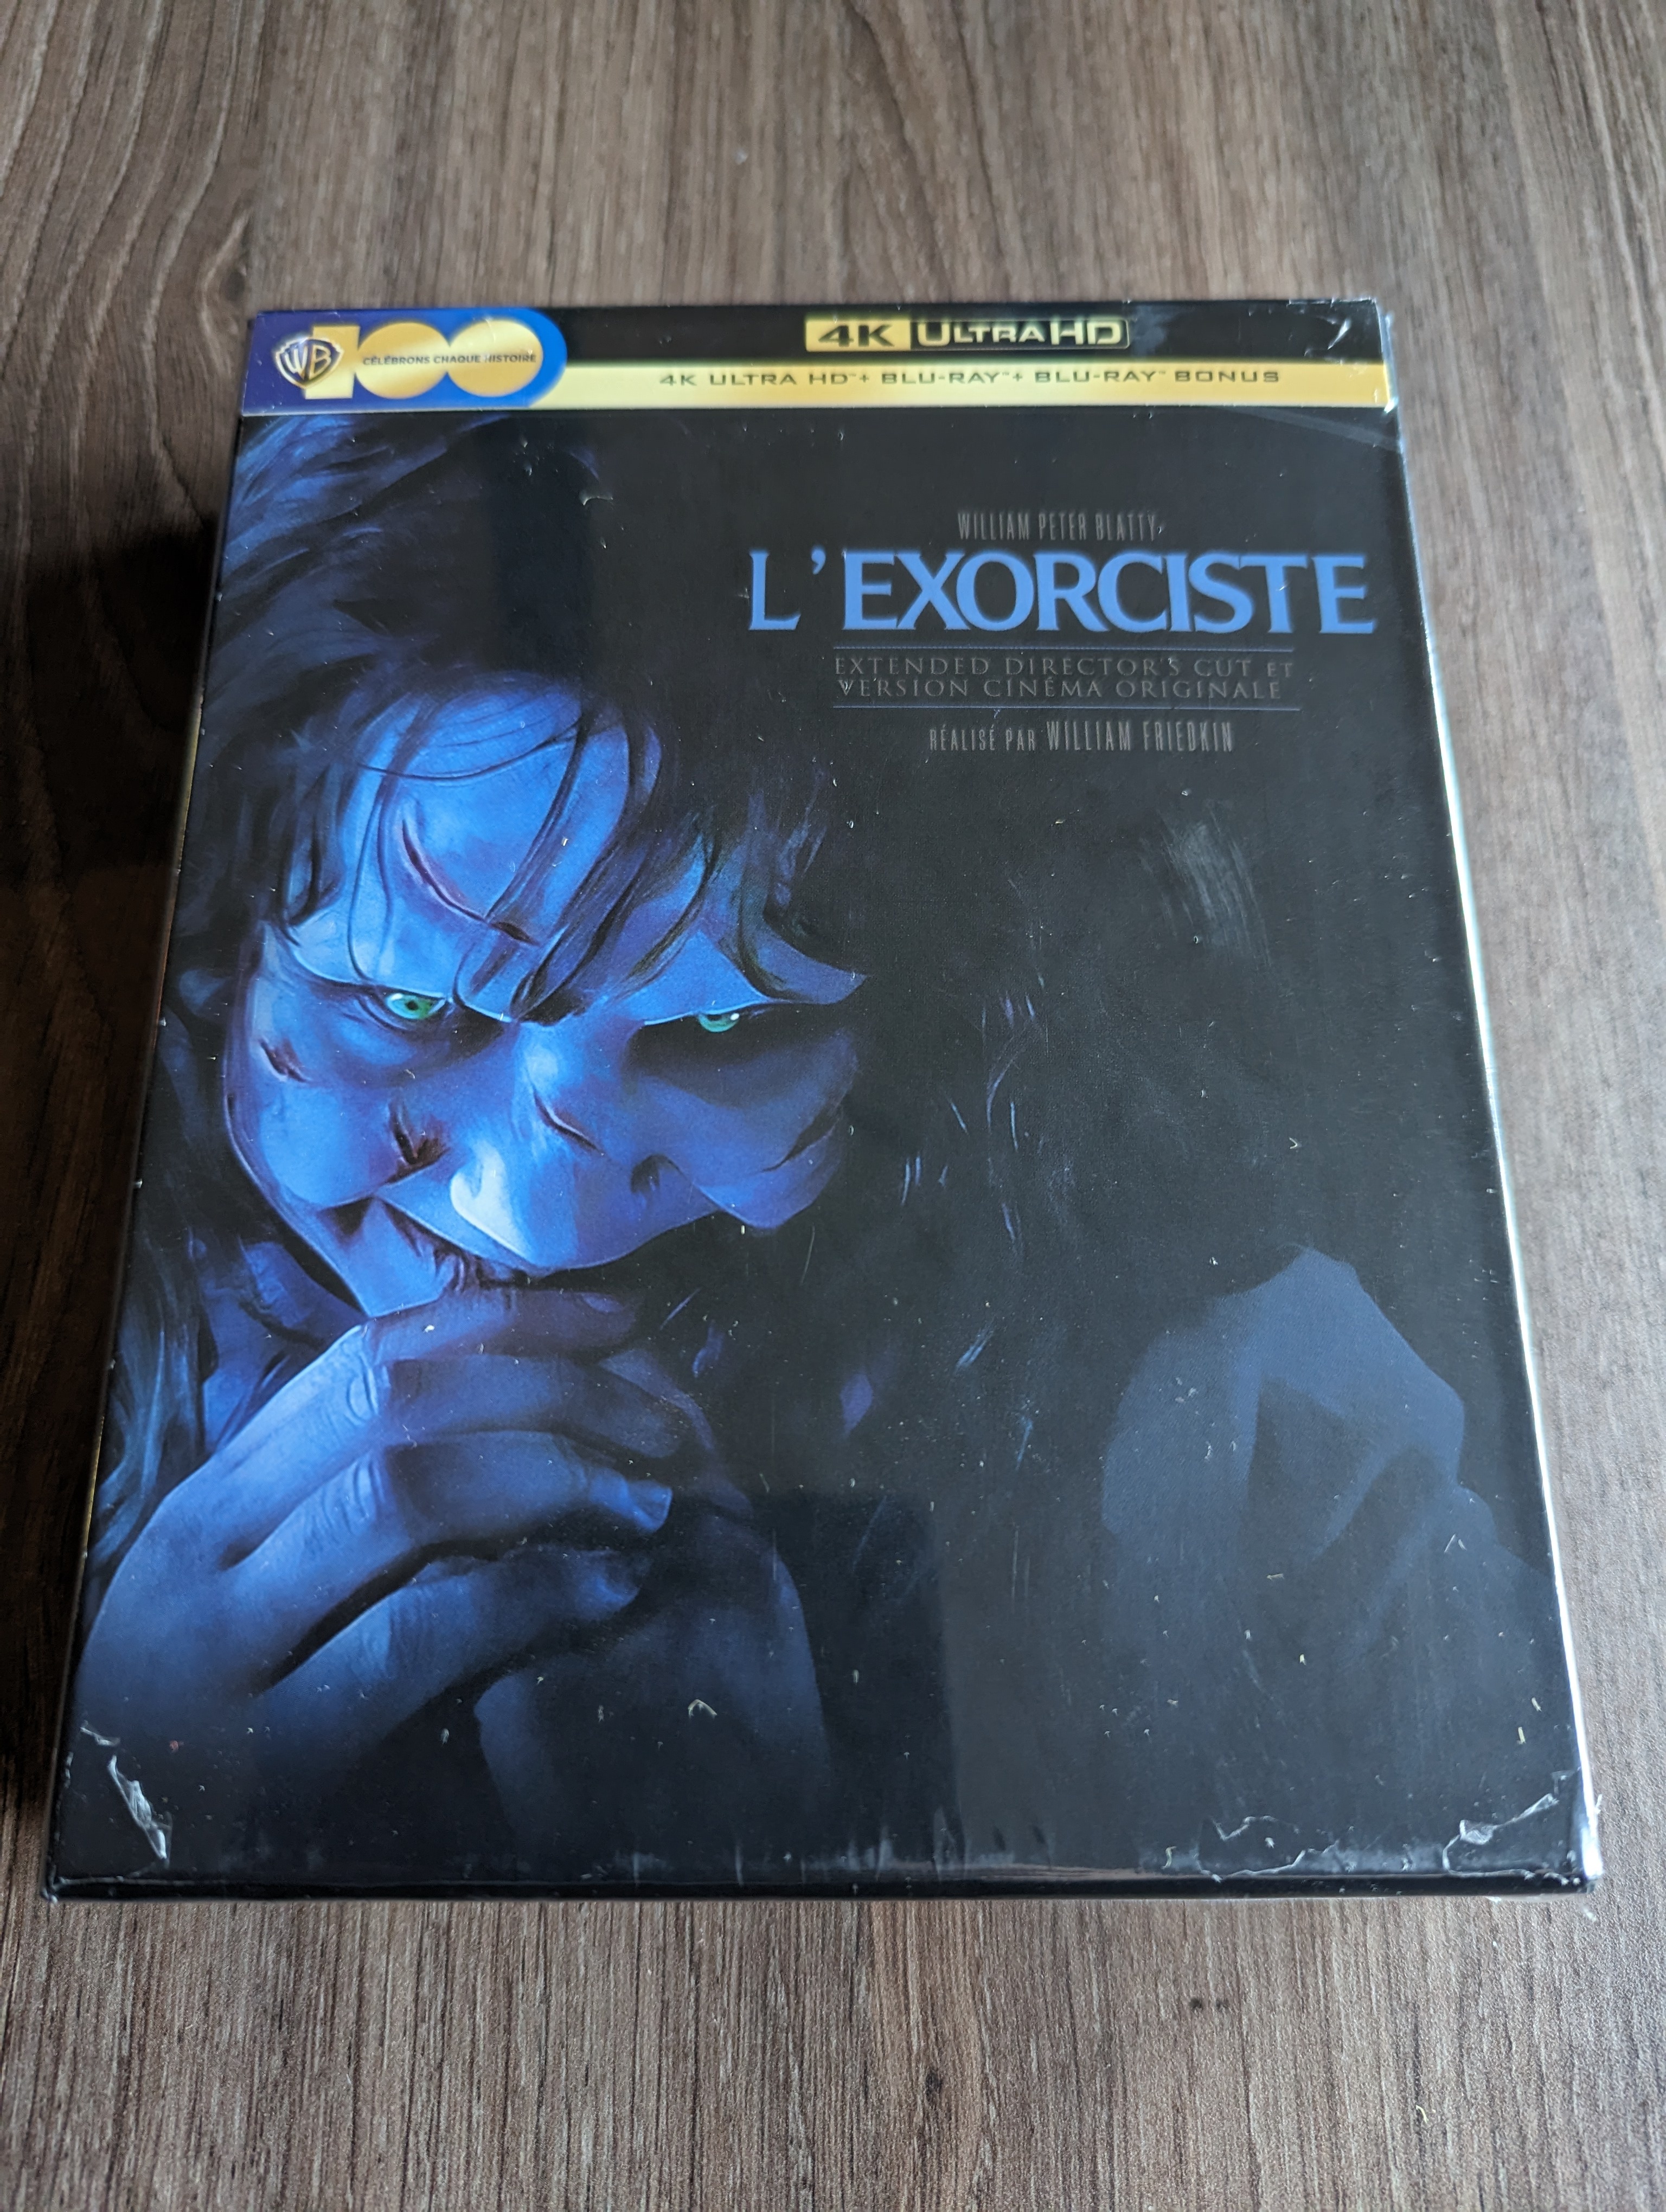 WB 100 CÉLÉBRONS CHAQUE HISTOIRE
4K ULTRA HD
4K ULTRA HD™+ BLU-RAY™+ BLU-RAY™ BONUS
WILLIAM PETER BLATTY
L'EXORCISTE
EXTENDED DIRECTOR'S CUT ET
VERSION CINÉMA ORIGINALE
RÉALISÉ PAR WILLIAM FRIEDKIN